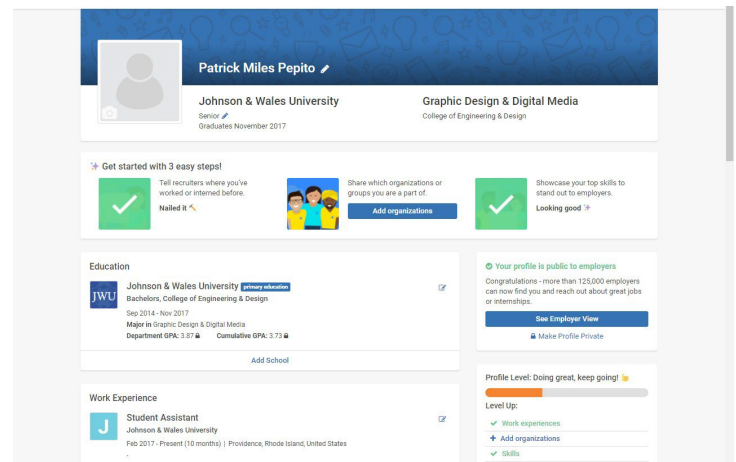 Patrick Miles Pepito
Johnson & Wales University
Senior
Graduates November 2017
Graphic Design & Digital Media
College of Engineering & Design
Get started with 3 easy steps!
Tell recruiters where you've
worked or interned before.
Nailed it
Share which organizations or
groups you are a part of.
Add organizations
Showcase your top skills to
stand out to employers.
Looking good
Education
JWU
Johnson & Wales University primary education
Bachelors, College of Engineering & Design
Sep 2014 - Nov 2017
Major in Graphic Design & Digital Media
Department GPA: 3.87 Cumulative GPA: 3.73
Add School
Work Experience
J
Student Assistant
Johnson & Wales University
Feb 2017 - Present (10 months) | Providence, Rhode Island, United States
-
Your profile is public to employers
Congratulations - more than 125,000 employers
can now find you and reach out about great jobs
or internships.
See Employer View
Make Profile Private
Profile Level: Doing great, keep going!
Level Up:
Work experiences
Add organizations
Skills